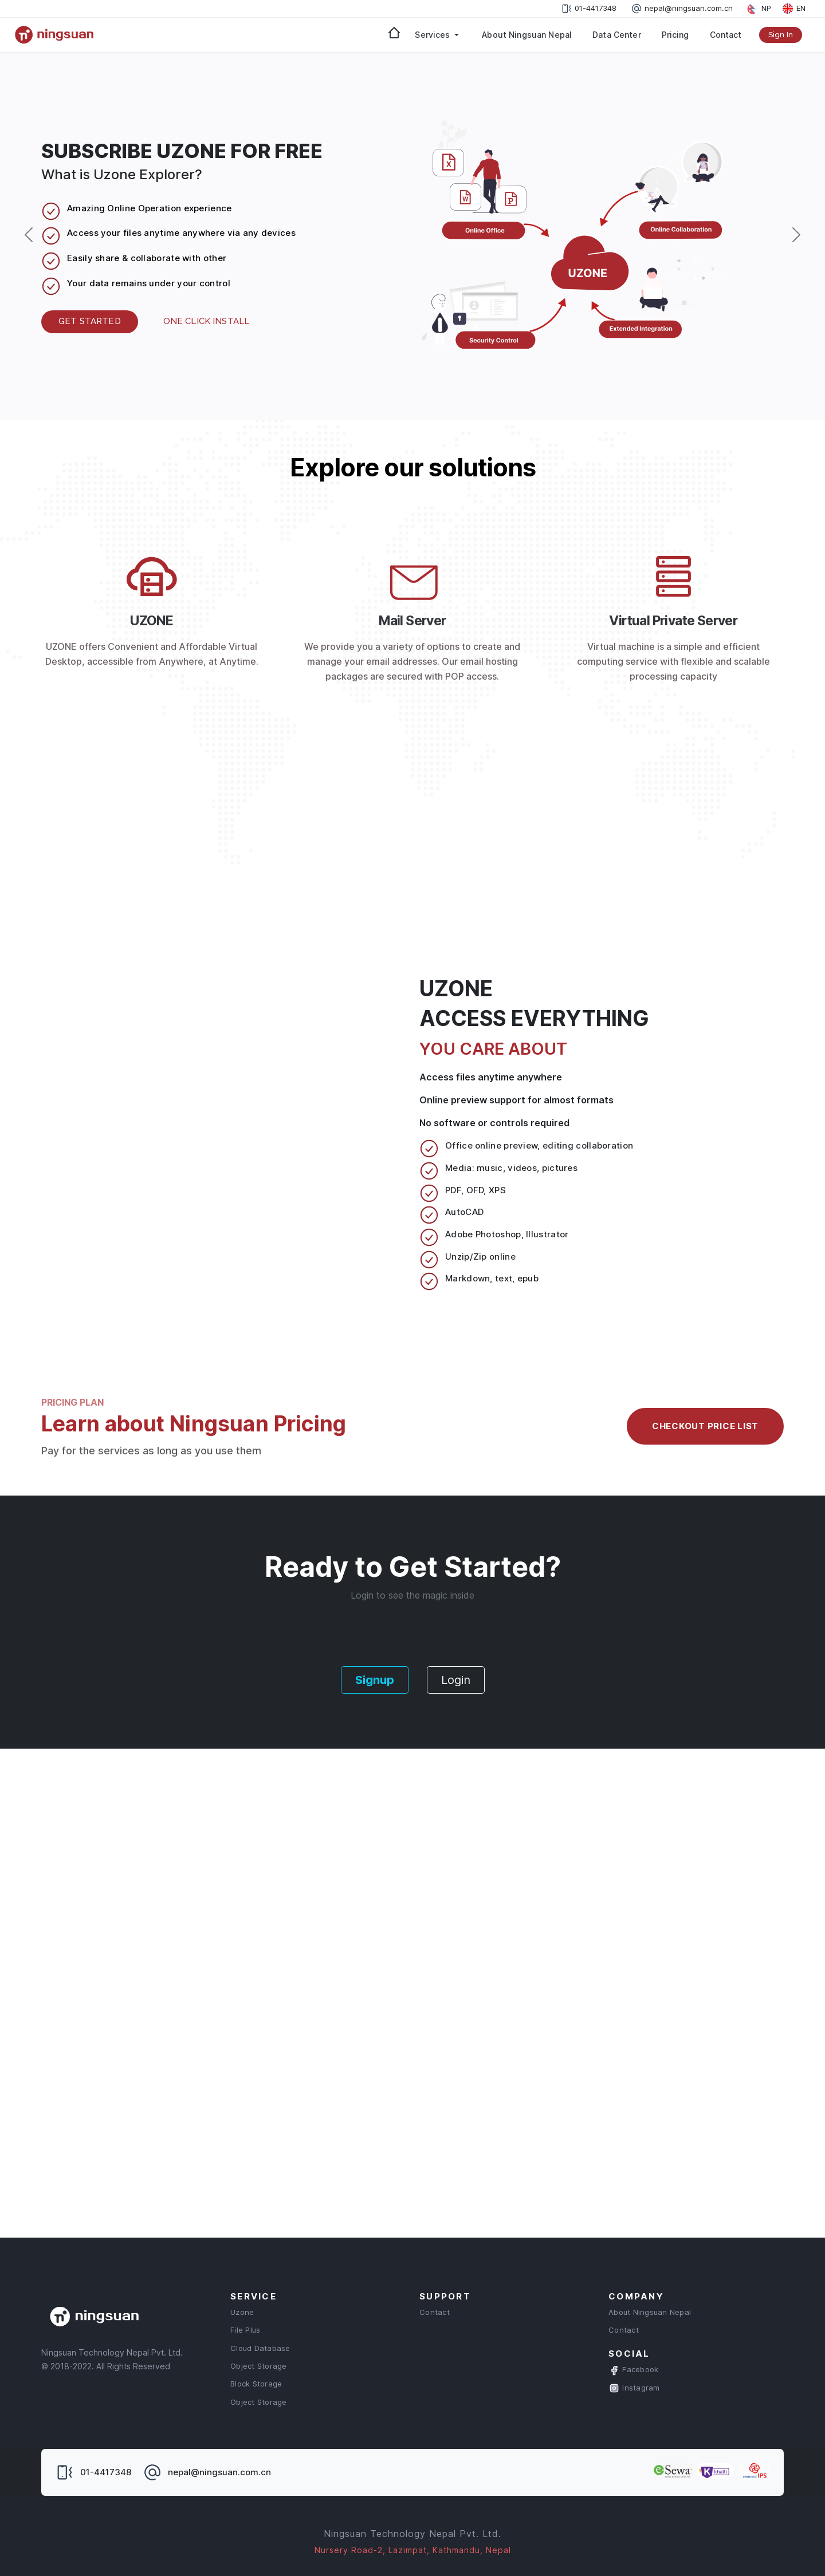 01-4417348 nepal@ningsuan.com.cn NP EN
ningsuan Services About Ningsuan Nepal Data Center Pricing Contact Sign In
SUBSCRIBE UZONE FOR FREE
What is Uzone Explorer?
Amazing Online Operation experience
Access your files anytime anywhere via any devices
Easily share & collaborate with other
Your data remains under your control
GET STARTED ONE CLICK INSTALL
X
W
P
Online Office
Online Collaboration
UZONE
Extended Integration
Security Control
Explore our solutions
UZONE
UZONE offers Convenient and Affordable Virtual
Desktop, accessible from Anywhere, at Anytime.
Mail Server
We provide you a variety of options to create and
manage your email addresses. Our email hosting
packages are secured with POP access.
Virtual Private Server
Virtual machine is a simple and efficient
computing service with flexible and scalable
processing capacity
UZONE
ACCESS EVERYTHING
YOU CARE ABOUT
Access files anytime anywhere
Online preview support for almost formats
No software or controls required
Office online preview, editing collaboration
Media: music, videos, pictures
PDF, OFD, XPS
AutoCAD
Adobe Photoshop, Illustrator
Unzip/Zip online
Markdown, text, epub
PRICING PLAN
Learn about Ningsuan Pricing
Pay for the services as long as you use them
CHECKOUT PRICE LIST
Ready to Get Started?
Login to see the magic inside
Signup Login
ningsuan
Ningsuan Technology Nepal Pvt. Ltd.
© 2018-2022. All Rights Reserved
SERVICE
Uzone
File Plus
Cloud Database
Object Storage
Block Storage
Object Storage
SUPPORT
Contact
COMPANY
About Ningsuan Nepal
Contact
SOCIAL
Facebook
Instagram
01-4417348 nepal@ningsuan.com.cn
eSewa
khalti
IPS
Ningsuan Technology Nepal Pvt. Ltd.
Nursery Road-2, Lazimpat, Kathmandu, Nepal